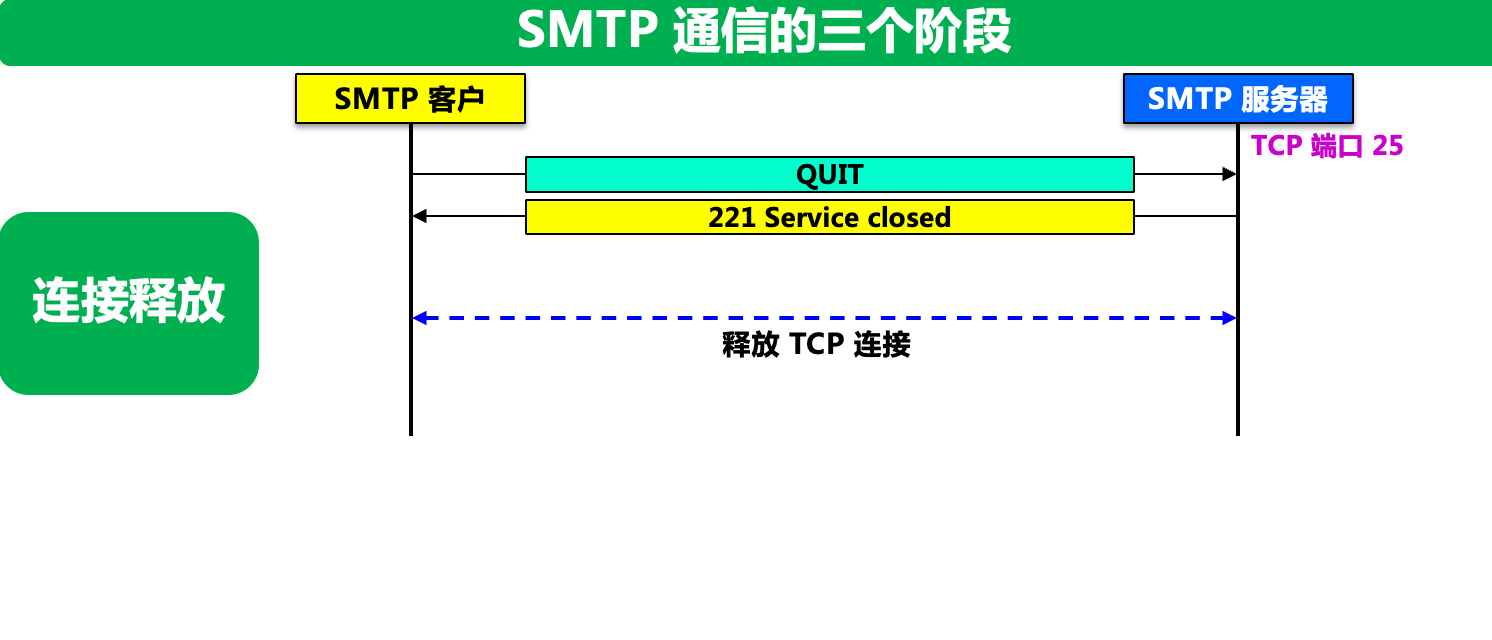 SMTP 通信的三个阶段
SMTP 客户
SMTP 服务器
TCP 端口 25
QUIT
221 Service closed
连接释放
释放 TCP 连接